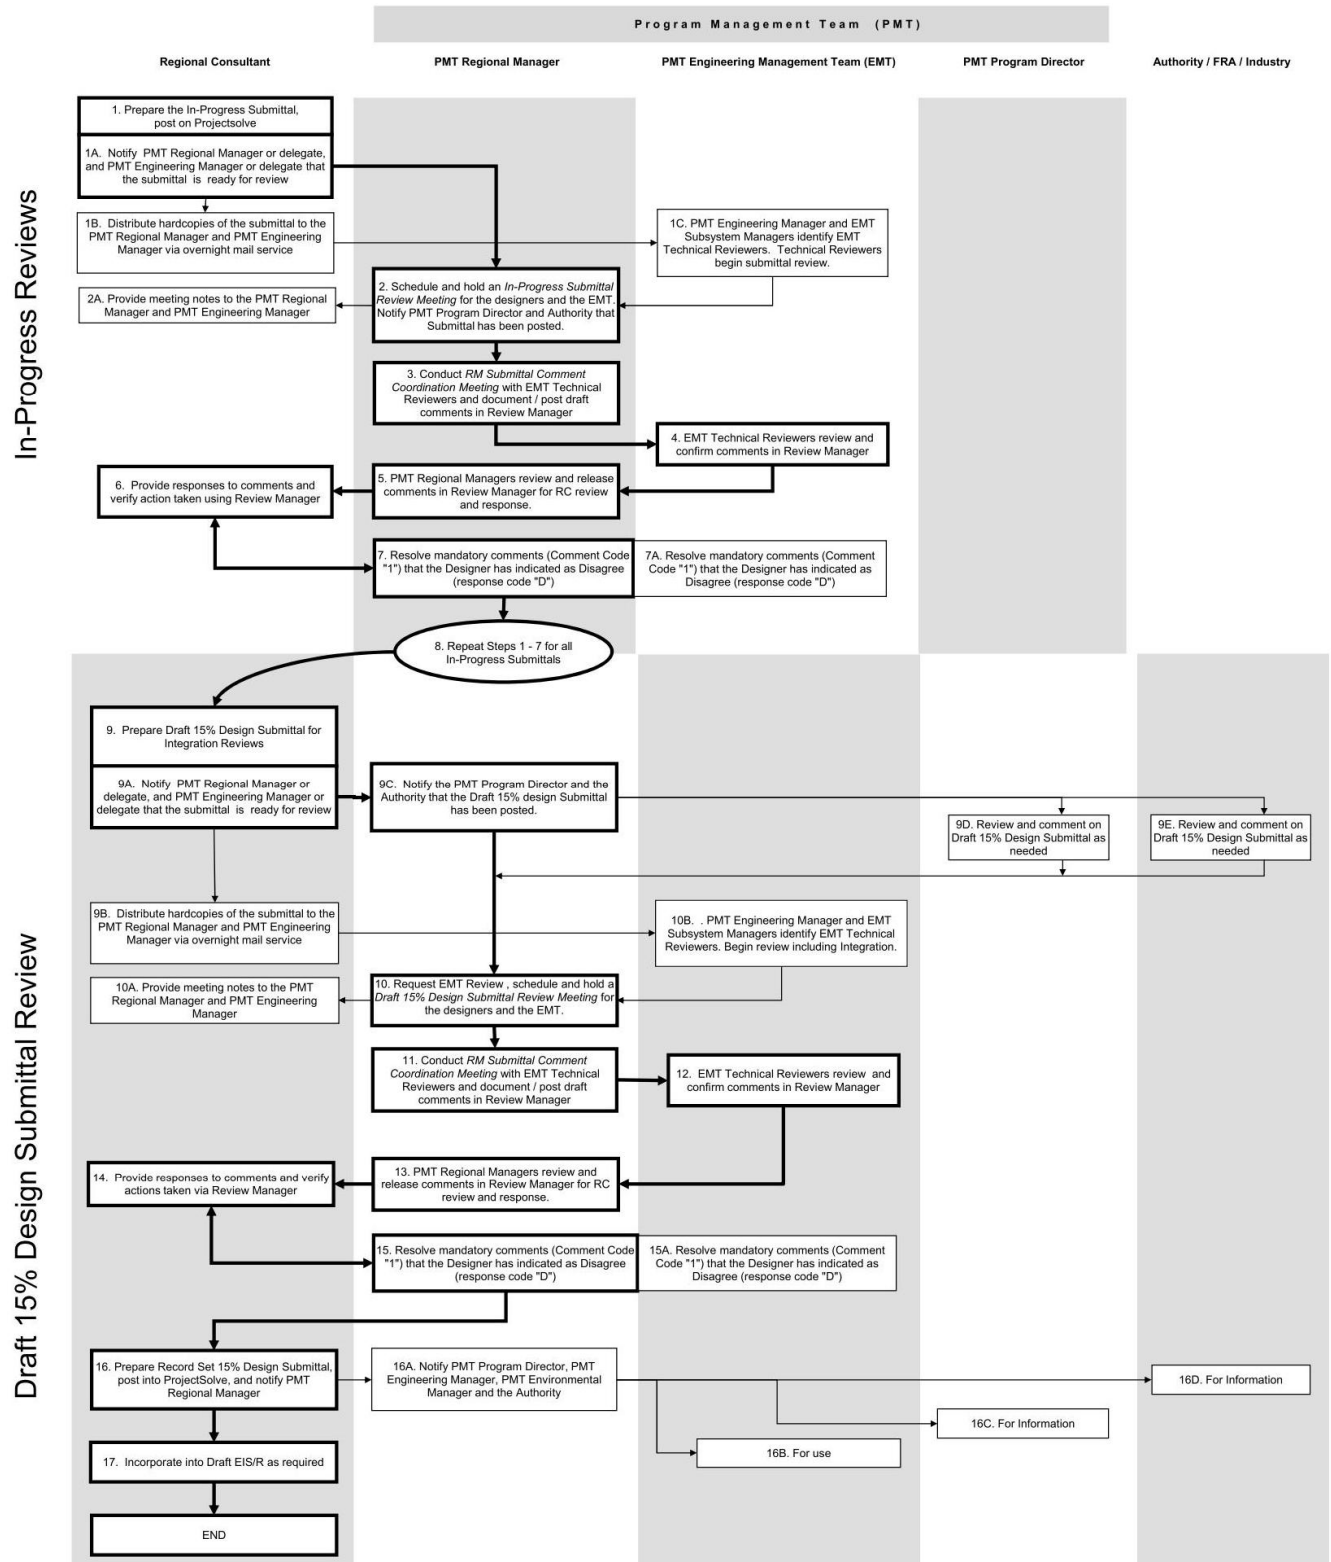 Program Management Team (PMT)
Regional Consultant
PMT Regional Manager
PMT Engineering Management Team (EMT)
PMT Program Director
Authority / FRA / Industry
In-Progress Reviews
1. Prepare the In-Progress Submittal,
post on Projectsolve
1A. Notify PMT Regional Manager or delegate,
and PMT Engineering Manager or delegate that
the submittal is ready for review
1B. Distribute hardcopies of the submittal to the
PMT Regional Manager and PMT Engineering
Manager via overnight mail service
1C. PMT Engineering Manager and EMT
Subsystem Managers identify EMT
Technical Reviewers. Technical Reviewers
begin submittal review.
2A. Provide meeting notes to the PMT Regional
Manager and PMT Engineering Manager
2. Schedule and hold an In-Progress Submittal
Review Meeting for the designers and the EMT.
Notify PMT Program Director and Authority that
Submittal has been posted.
3. Conduct RM Submittal Comment
Coordination Meeting with EMT Technical
Reviewers and document / post draft
comments in Review Manager
4. EMT Technical Reviewers review and
confirm comments in Review Manager
6. Provide responses to comments and
verify action taken using Review Manager
5. PMT Regional Managers review and release
comments in Review Manager for RC review
and response.
7. Resolve mandatory comments (Comment Code
"1") that the Designer has indicated as Disagree
(response code "D")
7A. Resolve mandatory comments (Comment
Code "1") that the Designer has indicated as
Disagree (response code "D")
8. Repeat Steps 1 - 7 for all
In-Progress Submittals
Draft 15% Design Submittal Review
9. Prepare Draft 15% Design Submittal for
Integration Reviews
9A. Notify PMT Regional Manager or
delegate, and PMT Engineering Manager or
delegate that the submittal is ready for review
9C. Notify the PMT Program Director and the
Authority that the Draft 15% design Submittal
has been posted.
9D. Review and comment on
Draft 15% Design Submittal as
needed
9E. Review and comment on
Draft 15% Design Submittal as
needed
9B. Distribute hardcopies of the submittal to the
PMT Regional Manager and PMT Engineering
Manager via overnight mail service
10B. . PMT Engineering Manager and EMT
Subsystem Managers identify EMT Technical
Reviewers. Begin review including Integration.
10A. Provide meeting notes to the PMT
Regional Manager and PMT Engineering
Manager
10. Request EMT Review , schedule and hold a
Draft 15% Design Submittal Review Meeting for
the designers and the EMT.
11. Conduct RM Submittal Comment
Coordination Meeting with EMT Technical
Reviewers and document / post draft
comments in Review Manager
12. EMT Technical Reviewers review and
confirm comments in Review Manager
14. Provide responses to comments and verify
actions taken via Review Manager
13. PMT Regional Managers review and
release comments in Review Manager for RC
review and response.
15. Resolve mandatory comments (Comment Code
"1") that the Designer has indicated as Disagree
(response code "D")
15A. Resolve mandatory comments (Comment
Code "1") that the Designer has indicated as
Disagree (response code "D")
16. Prepare Record Set 15% Design Submittal,
post into ProjectSolve, and notify PMT
Regional Manager
16A. Notify PMT Program Director, PMT
Engineering Manager, PMT Environmental
Manager and the Authority
16D. For Information
16C. For Information
16B. For use
17. Incorporate into Draft EIS/R as required
END